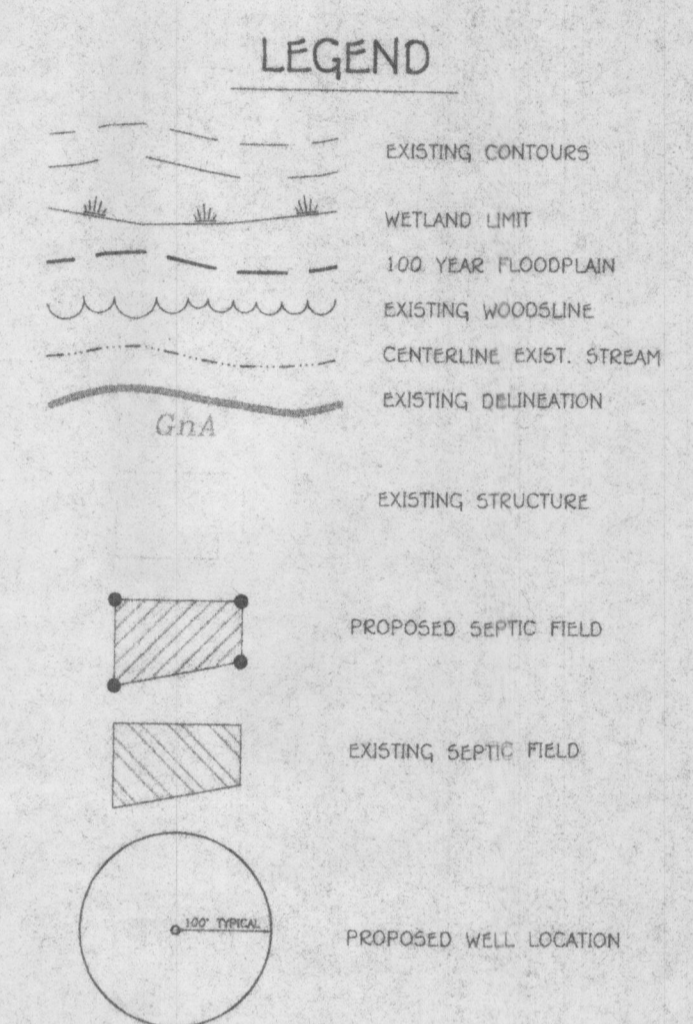 LEGEND
EXISTING CONTOURS
WETLAND LIMIT
100 YEAR FLOODPLAIN
EXISTING WOODSLINE
CENTERLINE EXIST. STREAM
EXISTING DELINEATION
GnA
EXISTING STRUCTURE
PROPOSED SEPTIC FIELD
EXISTING SEPTIC FIELD
100' TYPICAL
PROPOSED WELL LOCATION